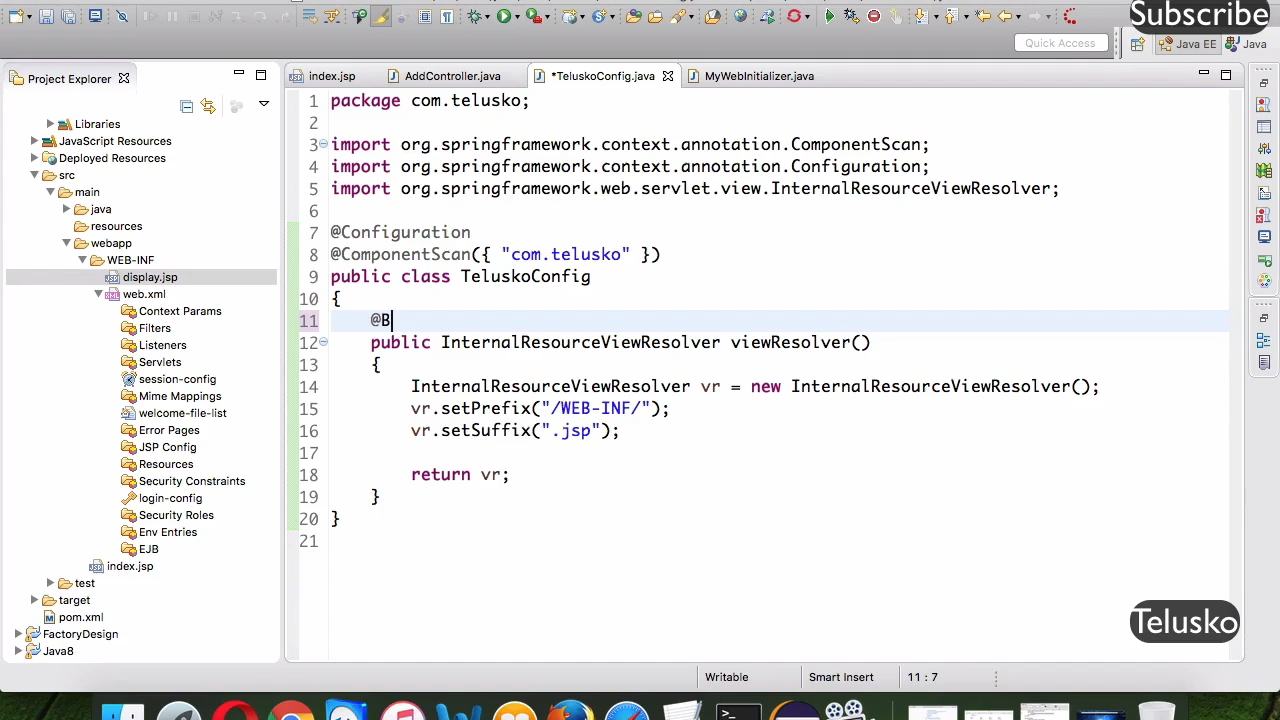 Subscribe
Quick Access
Java EE
Java
Project Explorer
index.jsp
AddController.java
*TeluskoConfig.java
MyWebInitializer.java
Libraries
JavaScript Resources
Deployed Resources
src
main
java
resources
webapp
WEB-INF
display.jsp
web.xml
Context Params
Filters
Listeners
Servlets
session-config
Mime Mappings
welcome-file-list
Error Pages
JSP Config
Resources
Security Constraints
login-config
Security Roles
Env Entries
EJB
index.jsp
test
target
pom.xml
FactoryDesign
Java8
1 package com.telusko;
2
3 import org.springframework.context.annotation.ComponentScan;
4 import org.springframework.context.annotation.Configuration;
5 import org.springframework.web.servlet.view.InternalResourceViewResolver;
6
7 @Configuration
8 @ComponentScan({ "com.telusko" })
9 public class TeluskoConfig
10 {
11 @B
12 public InternalResourceViewResolver viewResolver()
13 {
14 InternalResourceViewResolver vr = new InternalResourceViewResolver();
15 vr.setPrefix("/WEB-INF/");
16 vr.setSuffix(".jsp");
17
18 return vr;
19 }
20 }
21
Telusko
Writable
Smart Insert
11 : 7